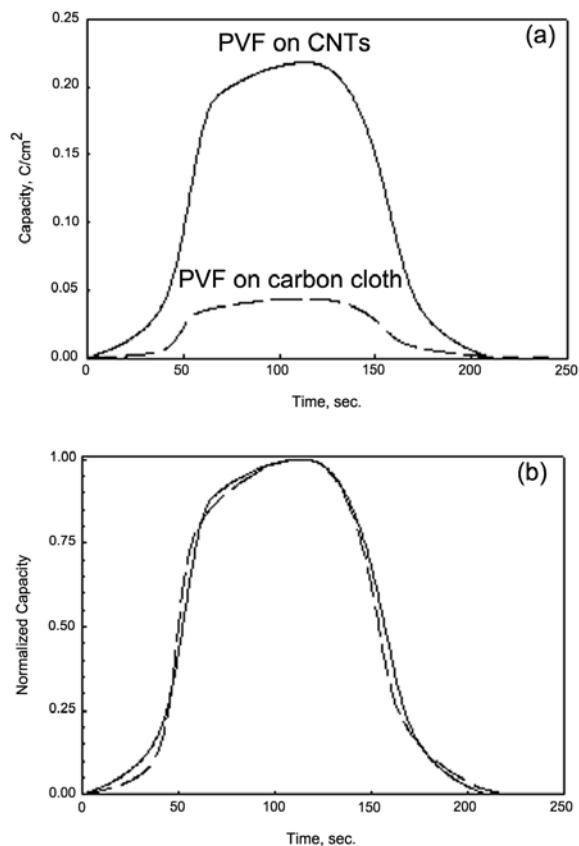 0.25
PVF on CNTs
(a)
0.20
0.15
Capacity, C/cm²
0.10
PVF on carbon cloth
0.05
0.00
0 50 100 150 200 250
Time, sec.
1.00
(b)
0.75
Normalized Capacity
0.50
0.25
0.00
0 50 100 150 200 250
Time, sec.